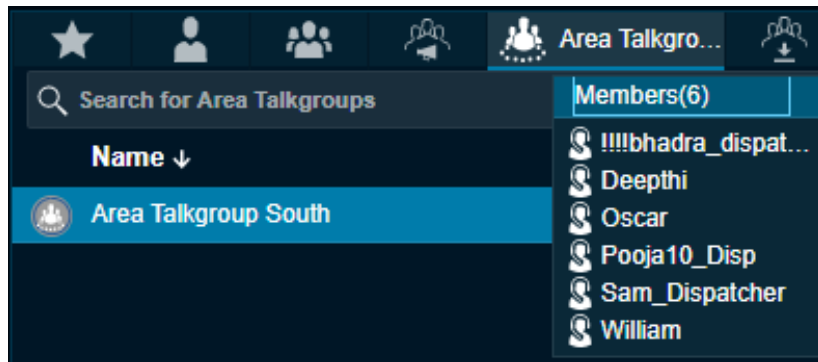 Area Talkgro...
Search for Area Talkgroups
Members(6)
Name ↓
!!!!bhadra_dispat...
Deepthi
Area Talkgroup South
Oscar
Pooja10_Disp
Sam_Dispatcher
William